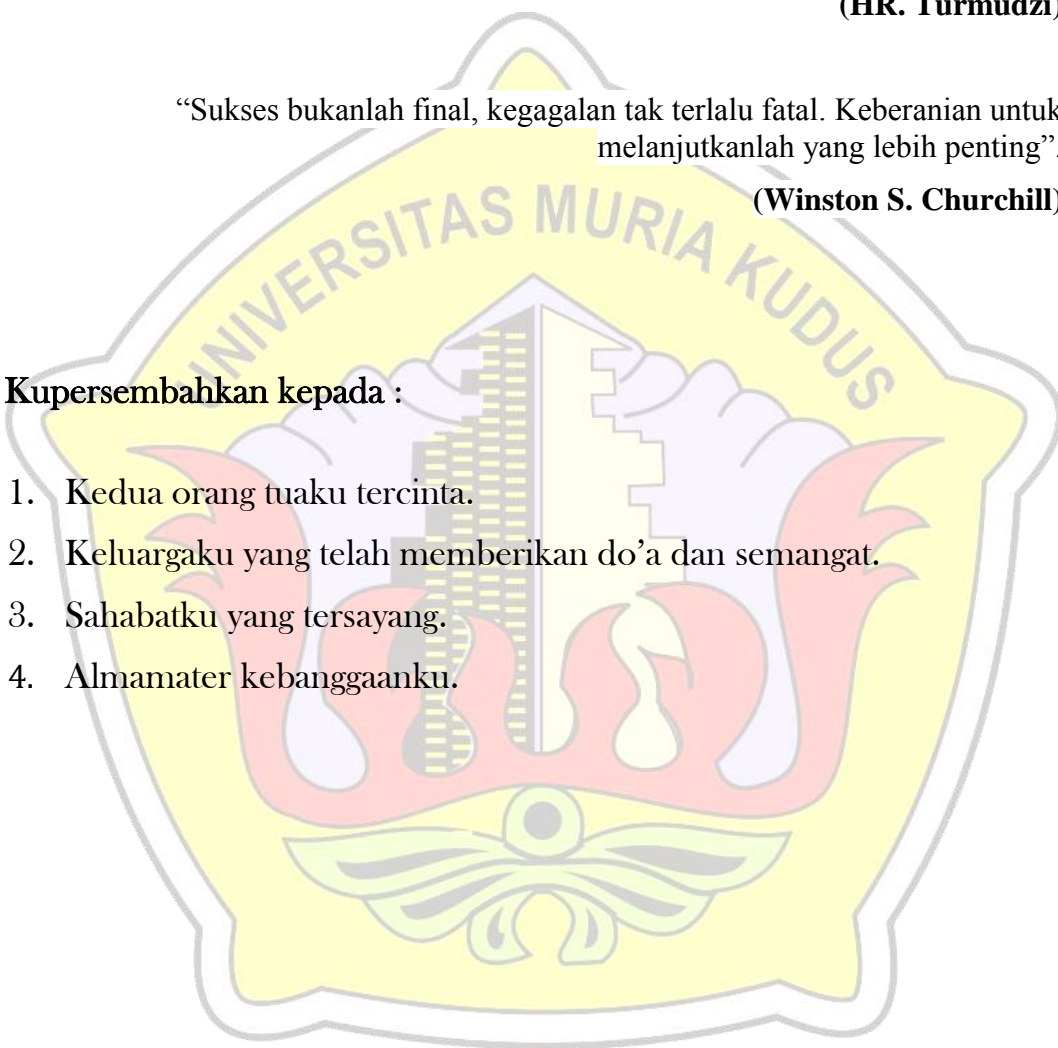 (HR. Turmudzi)
“Sukses bukanlah final, kegagalan tak terlalu fatal. Keberanian untuk
melanjutkanlah yang lebih penting”.
(Winston S. Churchill)
UNIVERSITAS MURIA KUDUS
Kupersembahkan kepada :
1. Kedua orang tuaku tercinta.
2. Keluargaku yang telah memberikan do’a dan semangat.
3. Sahabatku yang tersayang.
4. Almamater kebanggaanku.